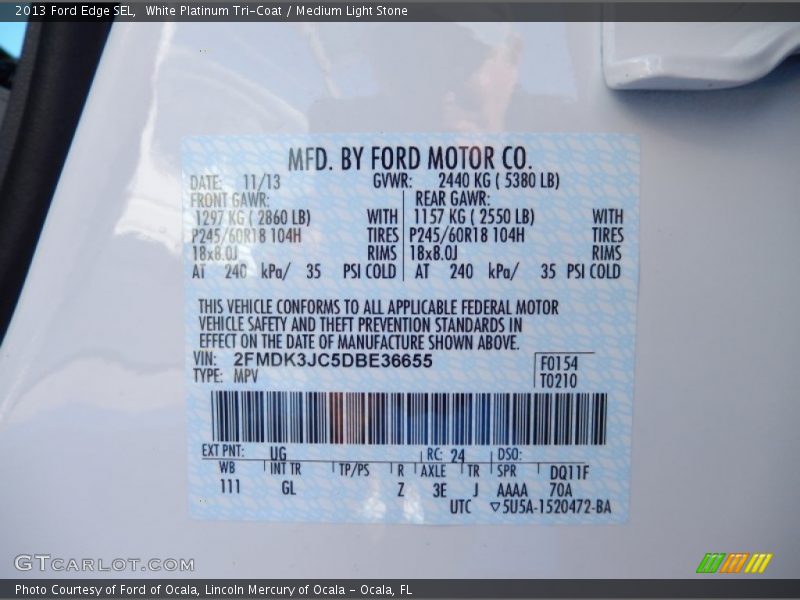 2013 Ford Edge SEL, White Platinum Tri-Coat / Medium Light Stone
MFD. BY FORD MOTOR CO.
DATE: 11/13 GVWR: 2440 KG ( 5380 LB)
FRONT GAWR: REAR GAWR:
1297 KG ( 2860 LB) WITH 1157 KG ( 2550 LB) WITH
P245/60R18 104H TIRES P245/60R18 104H TIRES
18x8.0J RIMS 18x8.0J RIMS
AT 240 kPa/ 35 PSI COLD AT 240 kPa/ 35 PSI COLD
THIS VEHICLE CONFORMS TO ALL APPLICABLE FEDERAL MOTOR
VEHICLE SAFETY AND THEFT PREVENTION STANDARDS IN
EFFECT ON THE DATE OF MANUFACTURE SHOWN ABOVE.
VIN: 2FMDK3JC5DBE36655 F0154
TYPE: MPV T0210
EXT PNT: UG RC: 24 DSO:
WB INT TR TP/PS R AXLE TR SPR DQ11F
111 GL Z 3E J AAAA 70A
UTC ▽5U5A-1520472-BA
GTCARLOT.COM
Photo Courtesy of Ford of Ocala, Lincoln Mercury of Ocala - Ocala, FL